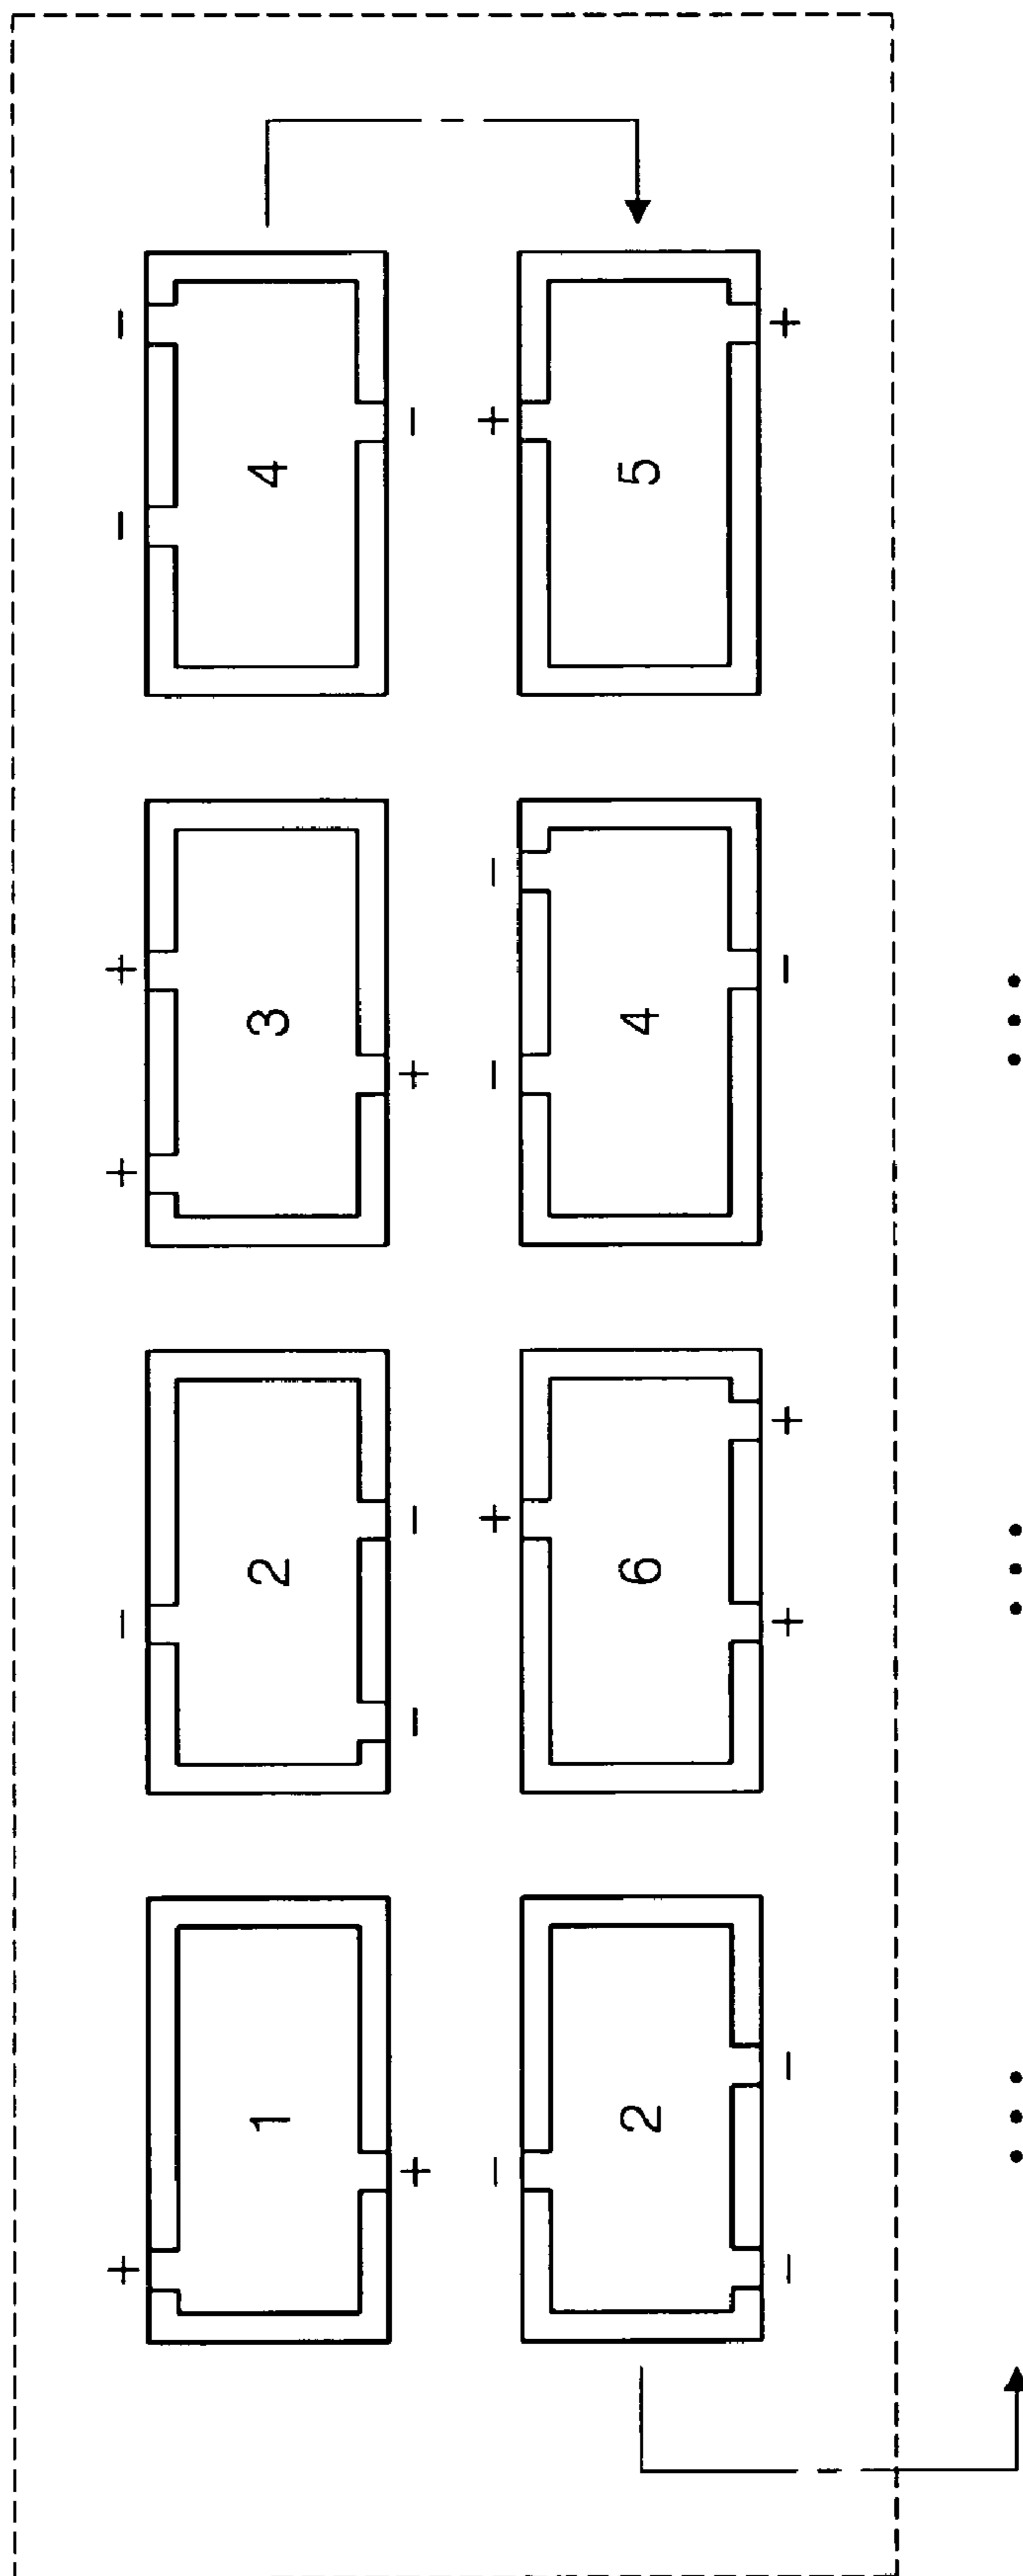 + − + + − −
1 2 3 4
+ − − + −
− + − − +
2 6 4 5
− − + + − +
... ... ...